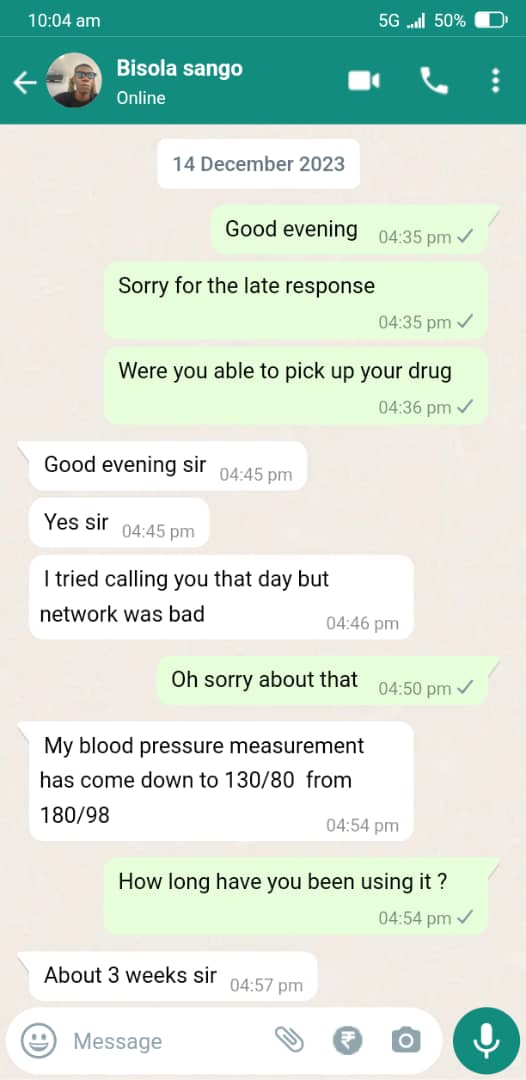 10:04 am 5G 50%
Bisola sango
Online
14 December 2023
Good evening 04:35 pm
Sorry for the late response
04:35 pm
Were you able to pick up your drug
04:36 pm
Good evening sir 04:45 pm
Yes sir 04:45 pm
I tried calling you that day but
network was bad 04:46 pm
Oh sorry about that 04:50 pm
My blood pressure measurement
has come down to 130/80 from
180/98 04:54 pm
How long have you been using it ?
04:54 pm
About 3 weeks sir 04:57 pm
Message ₹